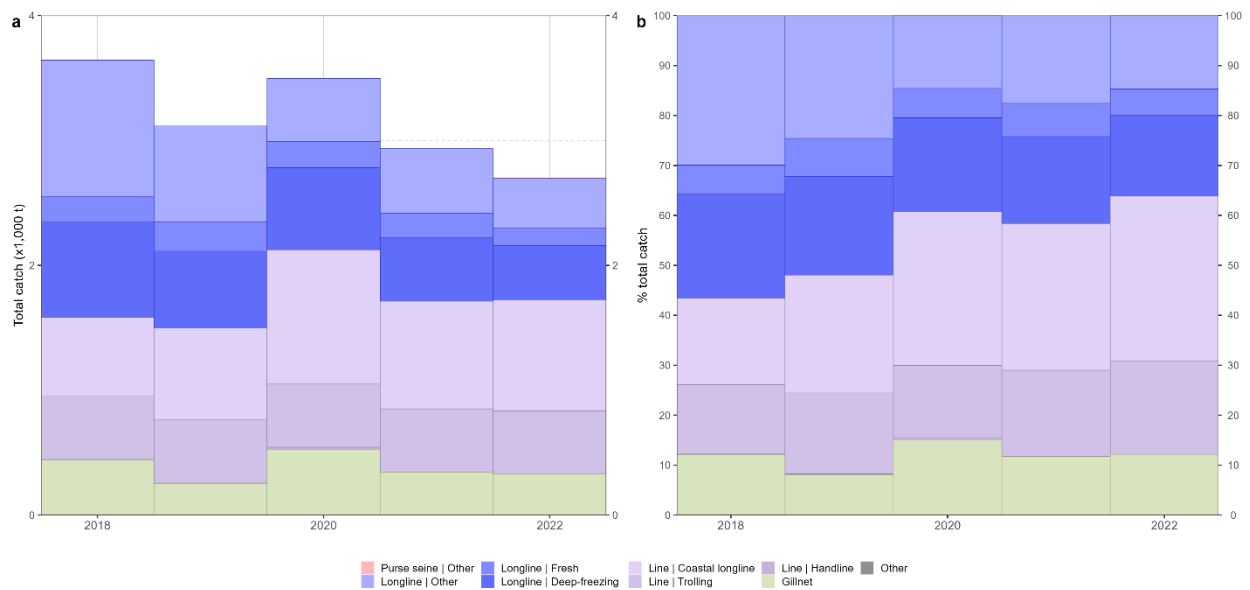 a
Total catch (x1,000 t)
4
2
0
4
2
0
2018
2020
2022
b
% total catch
100
90
80
70
60
50
40
30
20
10
0
100
90
80
70
60
50
40
30
20
10
0
2018
2020
2022
Purse seine | Other
Longline | Other
Longline | Fresh
Longline | Deep-freezing
Line | Coastal longline
Line | Trolling
Line | Handline
Gillnet
Other